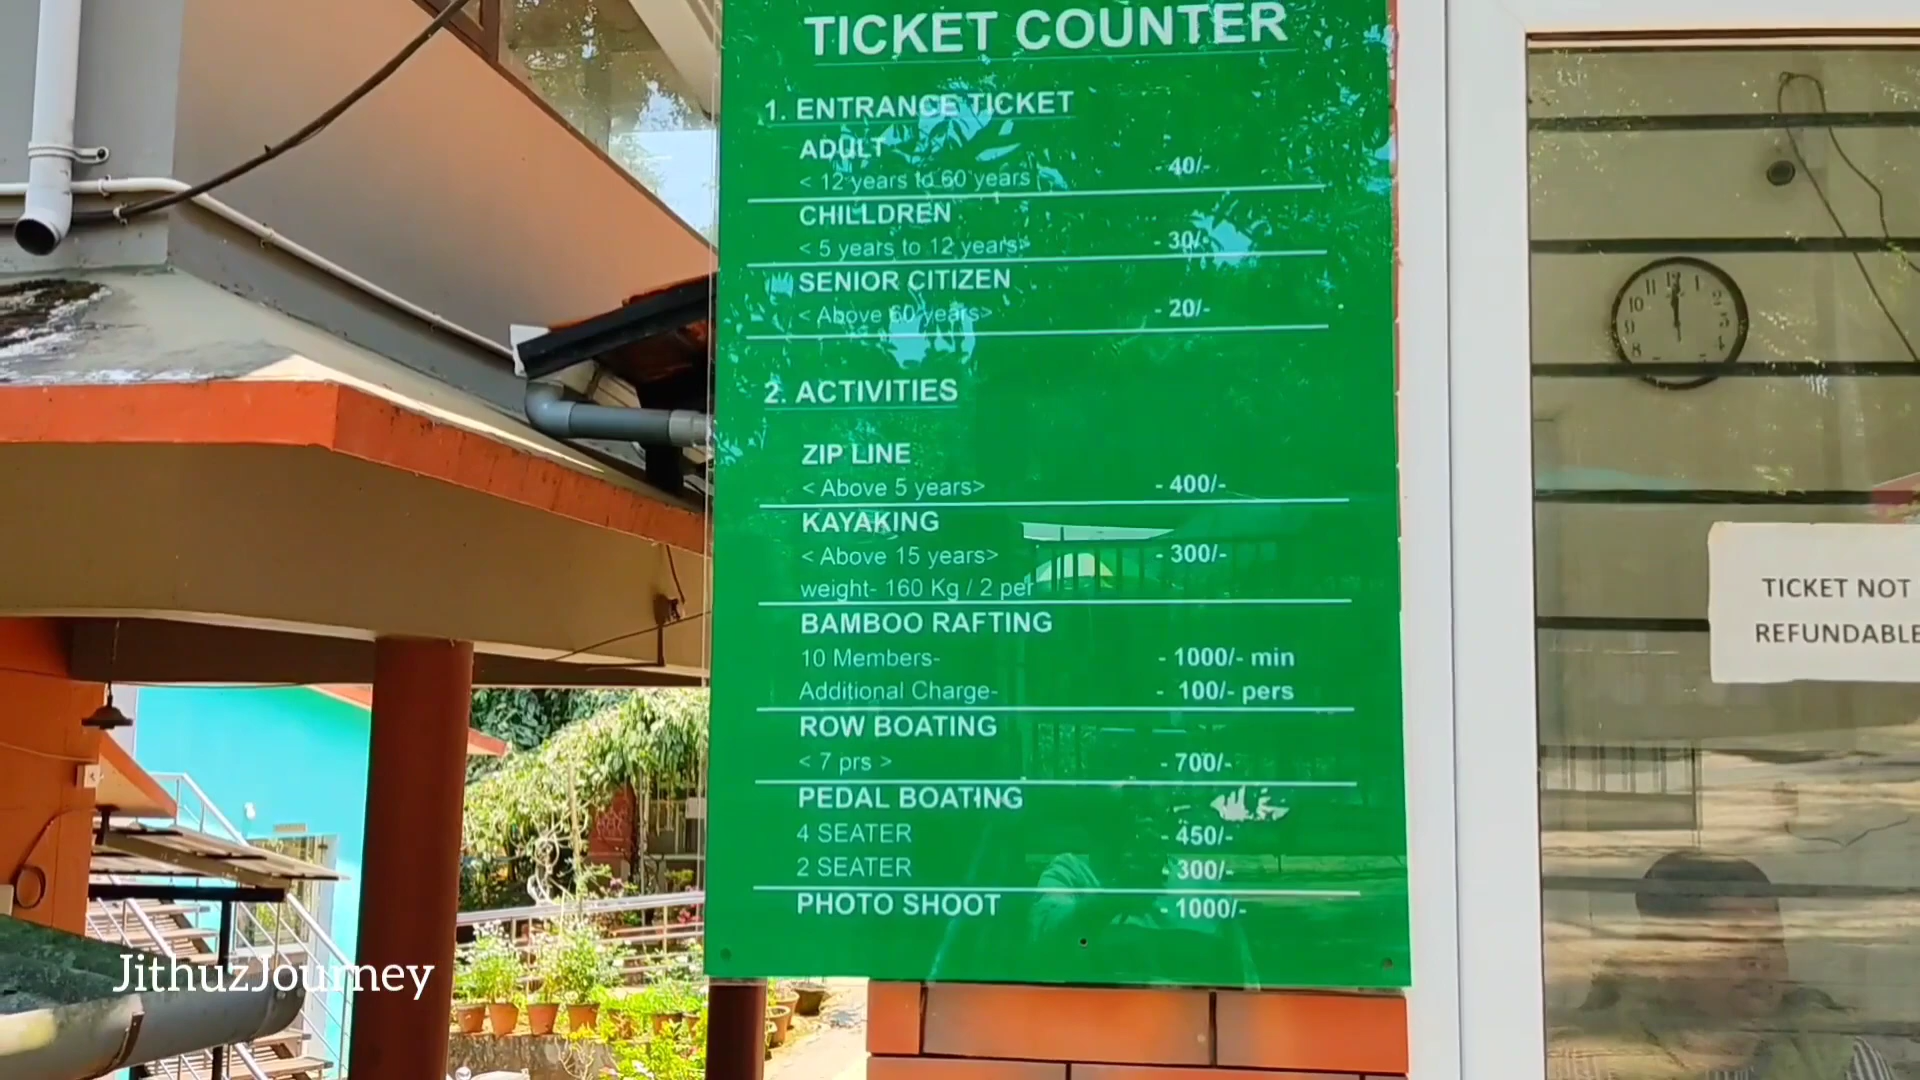 TICKET COUNTER
1. ENTRANCE TICKET
ADULT
< 12 years to 60 years - 40/-
CHILLDREN
< 5 years to 12 years> - 30/-
SENIOR CITIZEN
< Above 60 years> - 20/-
2. ACTIVITIES
ZIP LINE
< Above 5 years> - 400/-
KAYAKING
< Above 15 years> - 300/-
weight- 160 Kg / 2 per
BAMBOO RAFTING
10 Members- - 1000/- min
Additional Charge- - 100/- pers
ROW BOATING
< 7 prs > - 700/-
PEDAL BOATING
4 SEATER - 450/-
2 SEATER - 300/-
PHOTO SHOOT - 1000/-
TICKET NOT
REFUNDABLE
JithuzJourney